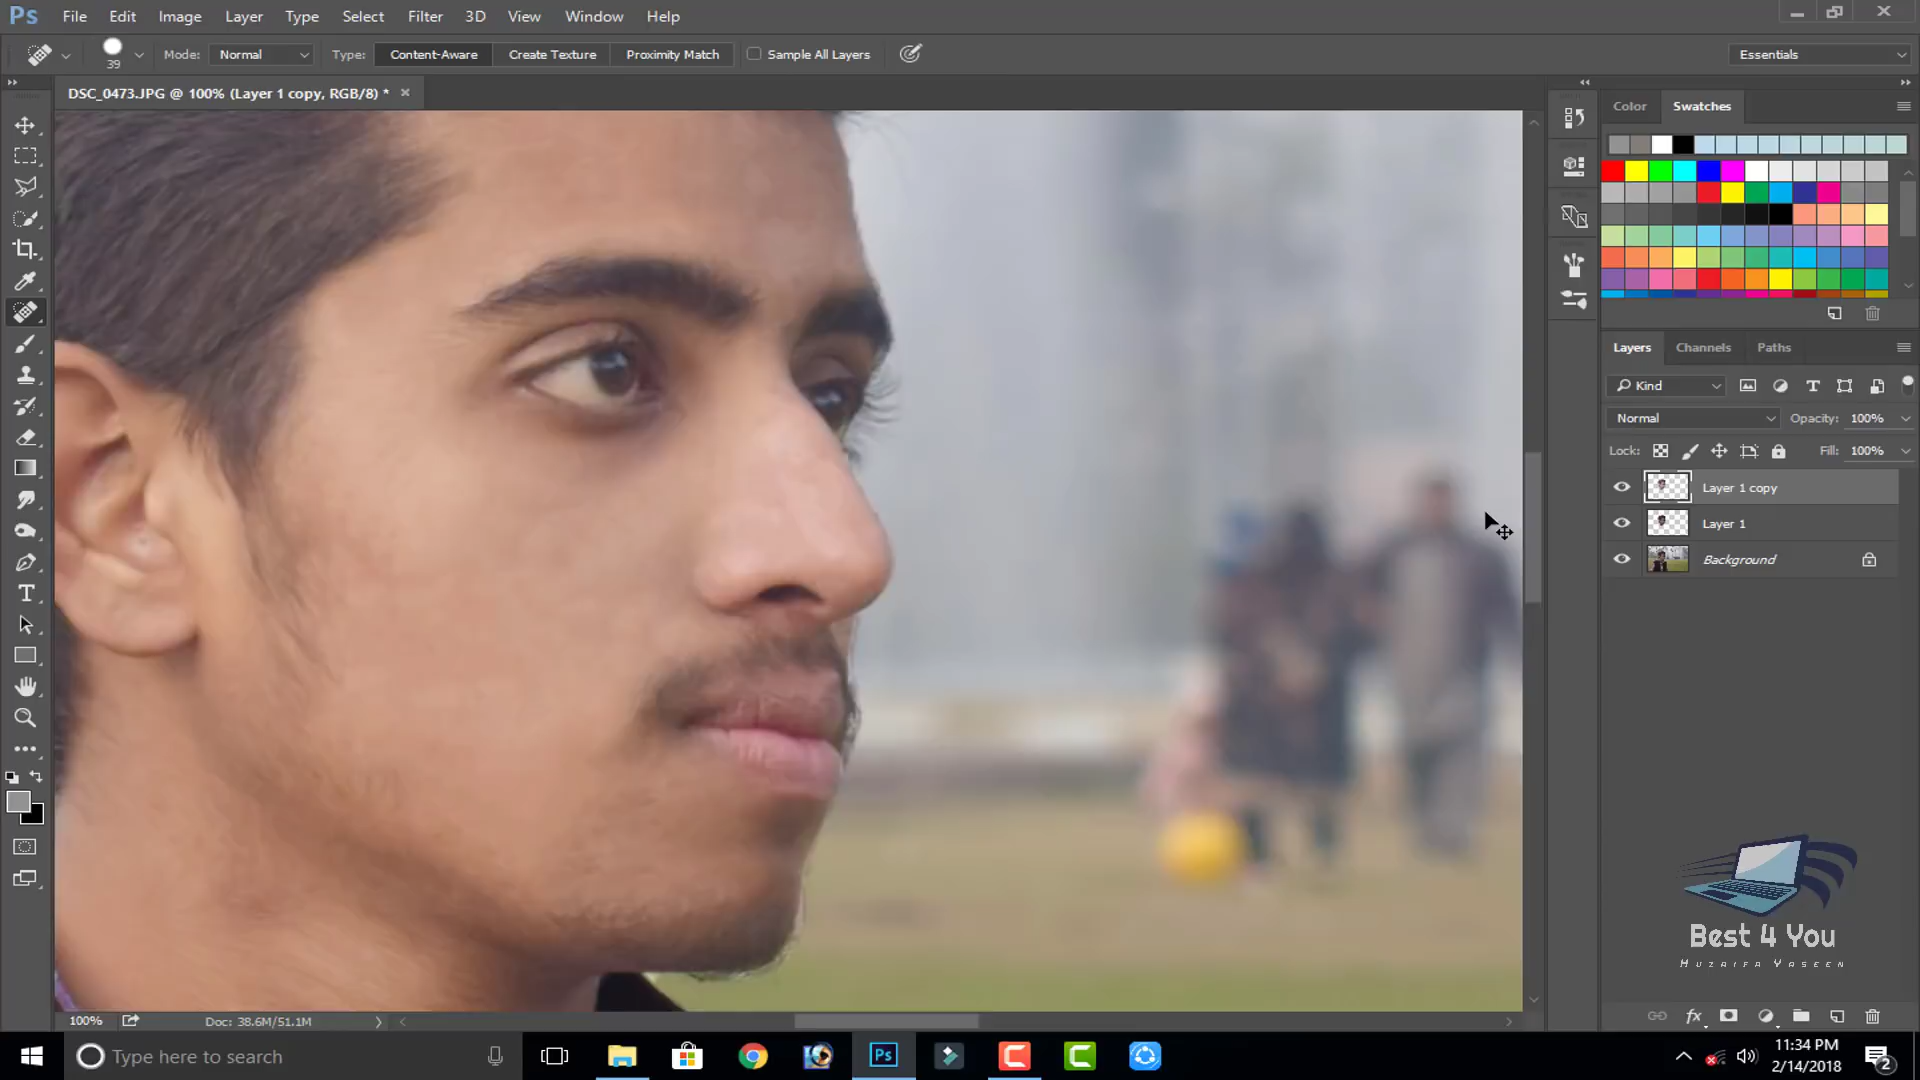 Ps File Edit Image Layer Type Select Filter 3D View Window Help
39 Mode: Normal Type: Content-Aware Create Texture Proximity Match Sample All Layers Essentials
DSC_0473.JPG @ 100% (Layer 1 copy, RGB/8) *
Color Swatches
Layers Channels Paths
Kind
Normal Opacity: 100%
Lock: Fill: 100%
Layer 1 copy
Layer 1
Background
Best 4 You
Huzaifa Yaseen
100% Doc: 38.6M/51.1M
fx
Type here to search
Ps
11:34 PM
2/14/2018
2